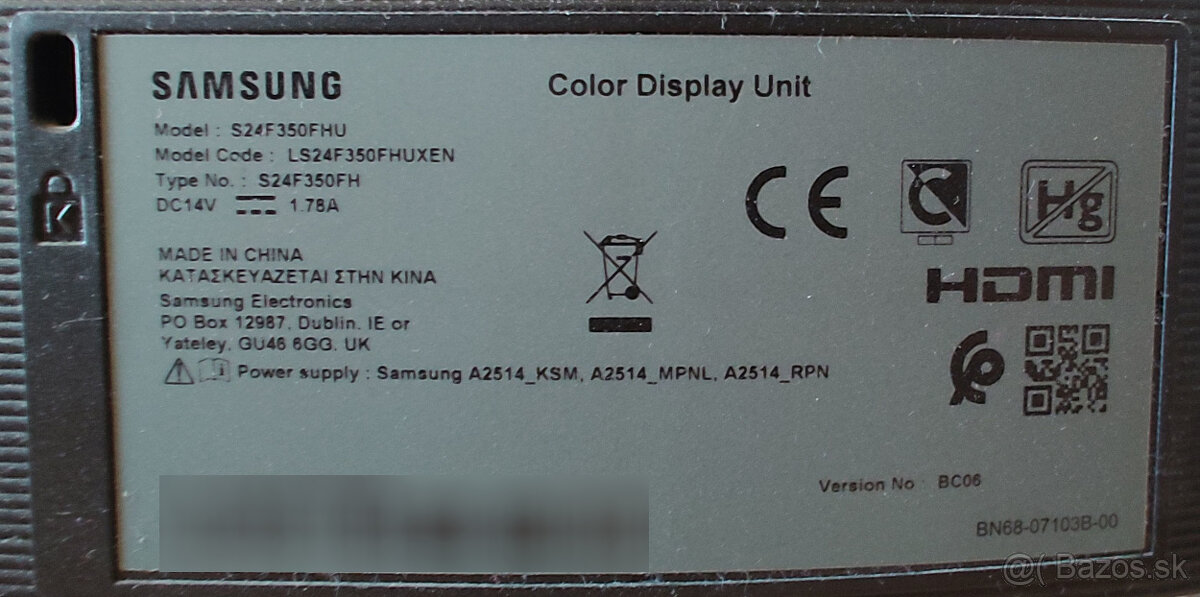 SAMSUNG
Color Display Unit
Model : S24F350FHU
Model Code : LS24F350FHUXEN
Type No. : S24F350FH
DC14V 1.78A
MADE IN CHINA
ΚΑΤΑΣΚΕΥΑΖΕΤΑΙ ΣΤΗΝ ΚΙΝΑ
Samsung Electronics
PO Box 12987, Dublin. IE or
Yateley, GU46 6GG, UK
Power supply : Samsung A2514_KSM, A2514_MPNL, A2514_RPN
CE
Hg
HDMI
K
Version No BC06
BN68-07103B-00
@( Bazos.sk